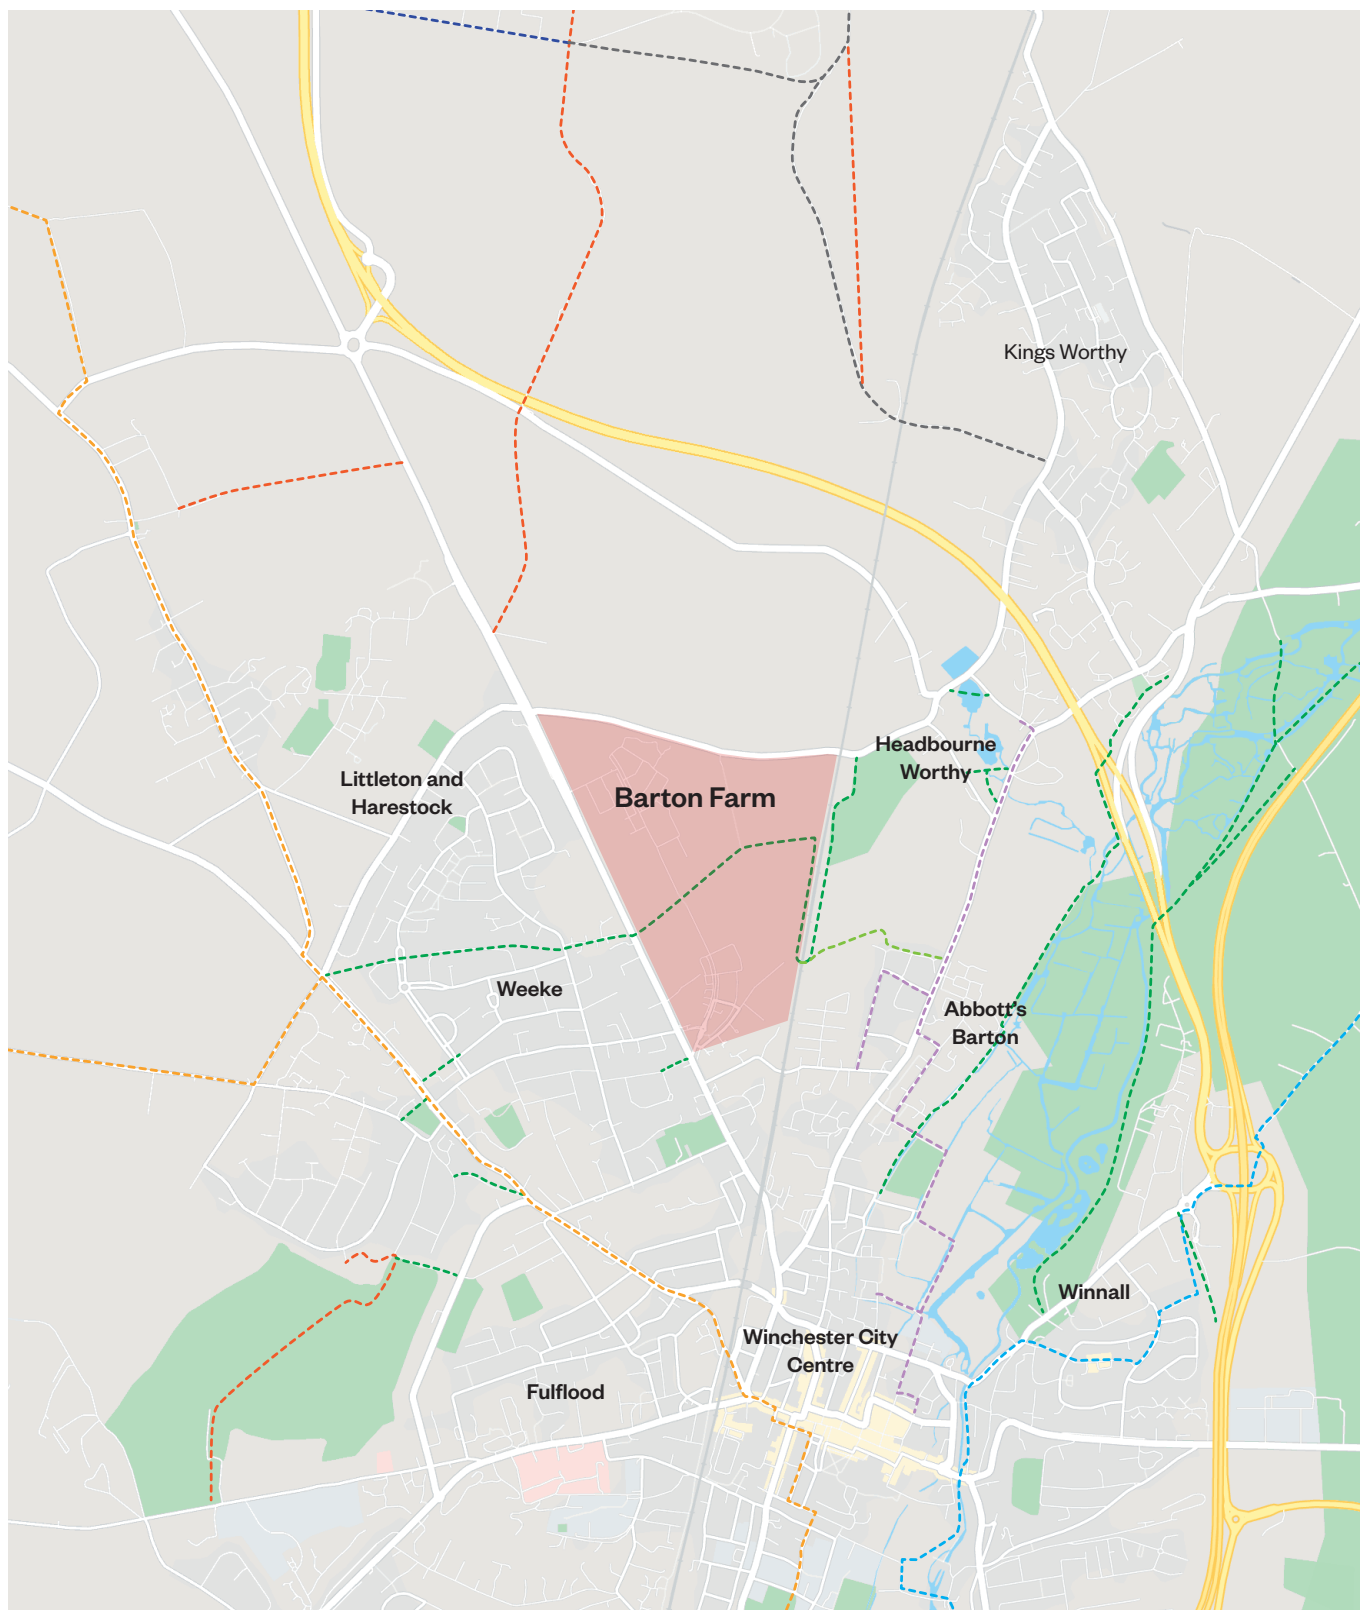 Kings Worthy
Headbourne
Worthy
Littleton and
Harestock
Barton Farm
Weeke
Abbott's
Barton
Winnall
Winchester City
Centre
Fulflood